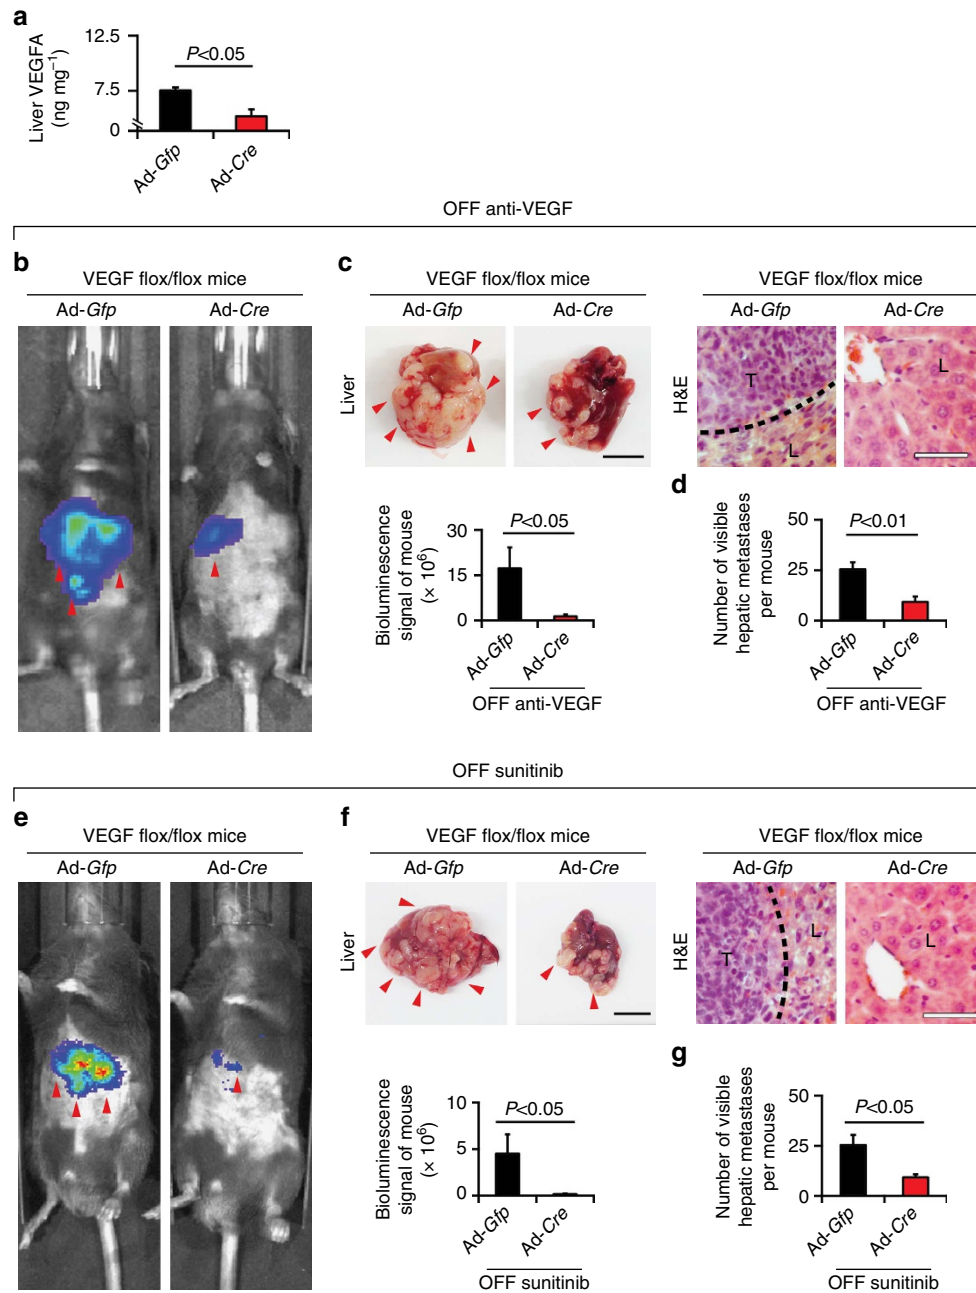 a
12.5
7.5
0
Liver VEGFA
(ng mg⁻¹)
P<0.05
Ad-Gfp
Ad-Cre
OFF anti-VEGF
b
VEGF flox/flox mice
Ad-Gfp
Ad-Cre
c
VEGF flox/flox mice
Ad-Gfp
Ad-Cre
Liver
VEGF flox/flox mice
Ad-Gfp
Ad-Cre
H&E
T
L
L
Bioluminescence
signal of mouse
(× 10⁶)
30
15
0
P<0.05
Ad-Gfp
Ad-Cre
OFF anti-VEGF
d
Number of visible
hepatic metastases
per mouse
50
25
0
P<0.01
Ad-Gfp
Ad-Cre
OFF anti-VEGF
OFF sunitinib
e
VEGF flox/flox mice
Ad-Gfp
Ad-Cre
f
VEGF flox/flox mice
Ad-Gfp
Ad-Cre
Liver
VEGF flox/flox mice
Ad-Gfp
Ad-Cre
H&E
T
L
L
Bioluminescence
signal of mouse
(× 10⁶)
10
5
0
P<0.05
Ad-Gfp
Ad-Cre
OFF sunitinib
g
Number of visible
hepatic metastases
per mouse
50
25
0
P<0.05
Ad-Gfp
Ad-Cre
OFF sunitinib